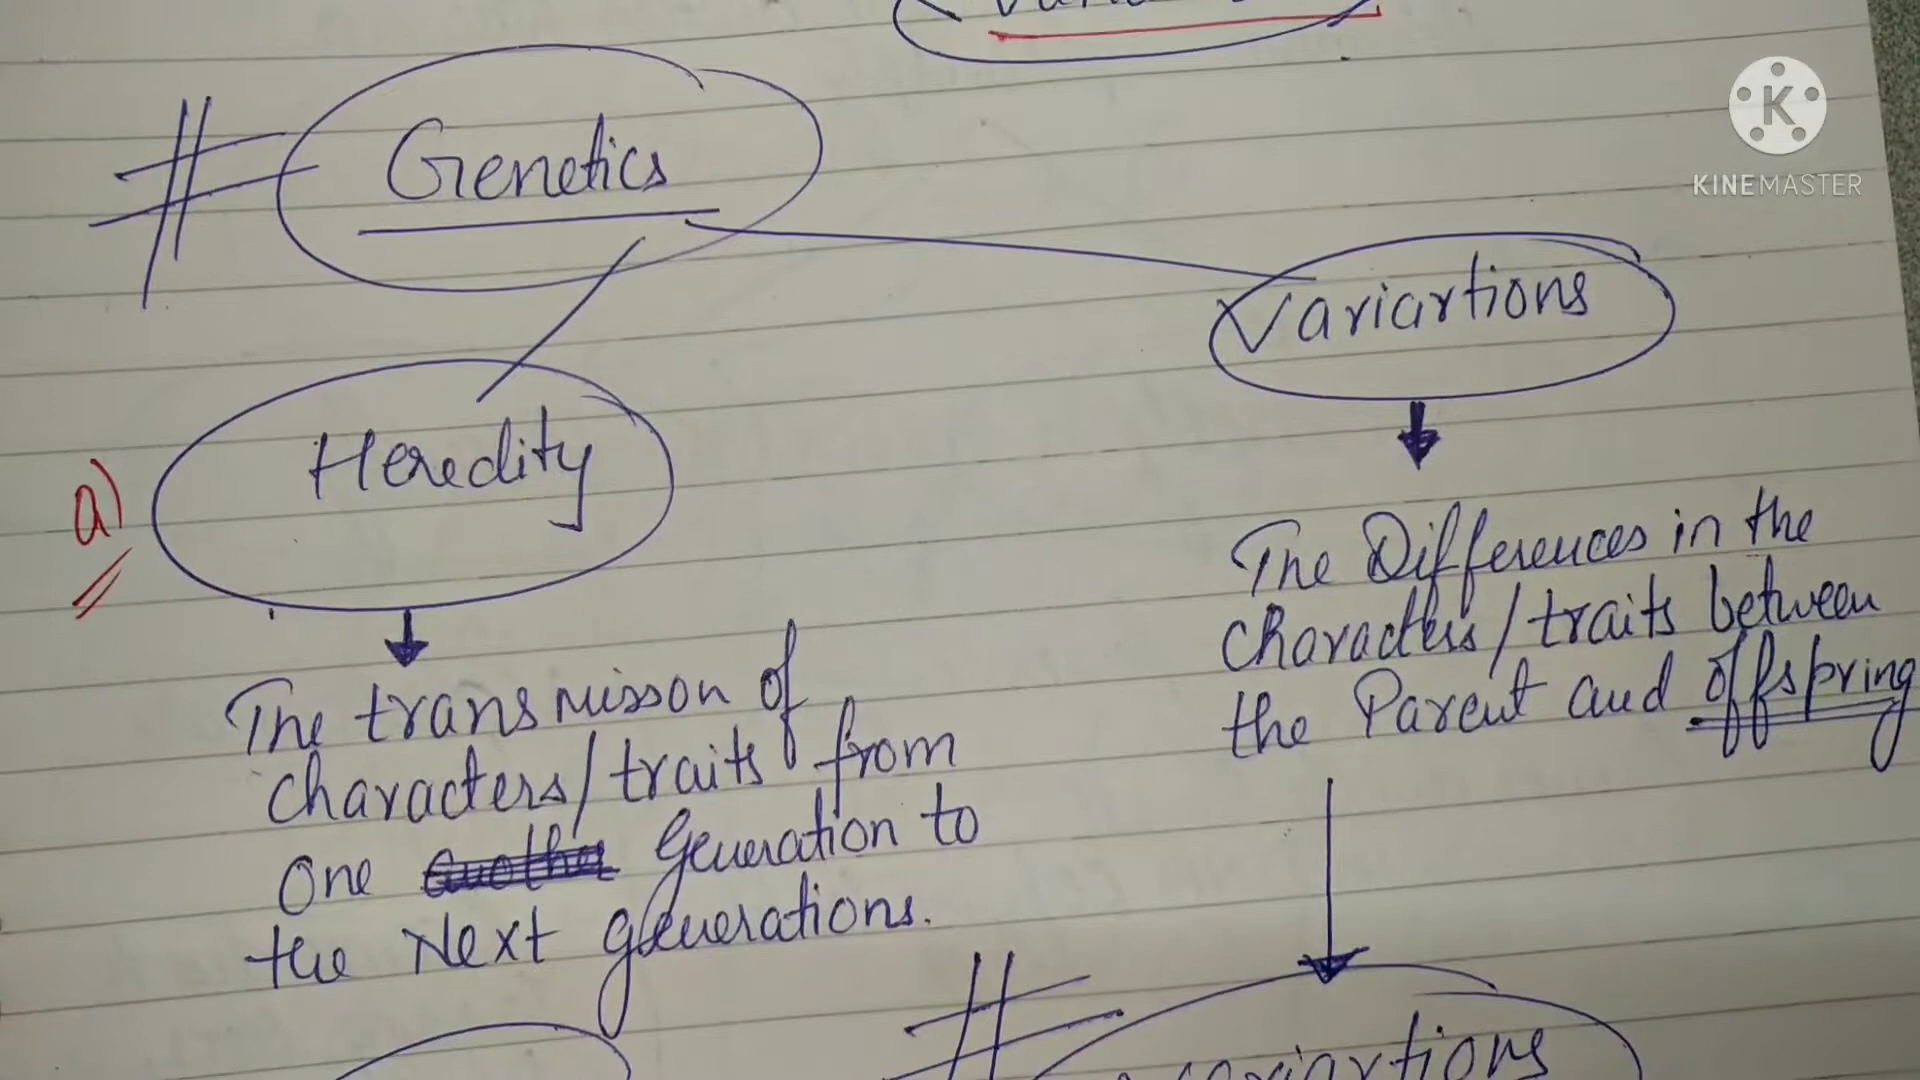 # Genetics
KINEMASTER
Variartions
Heredity
a)
The Differences in the
characters/traits between
the Parent and offspring
The transmisson of
characters/traits from
one another Generation to
the Next generations.
#